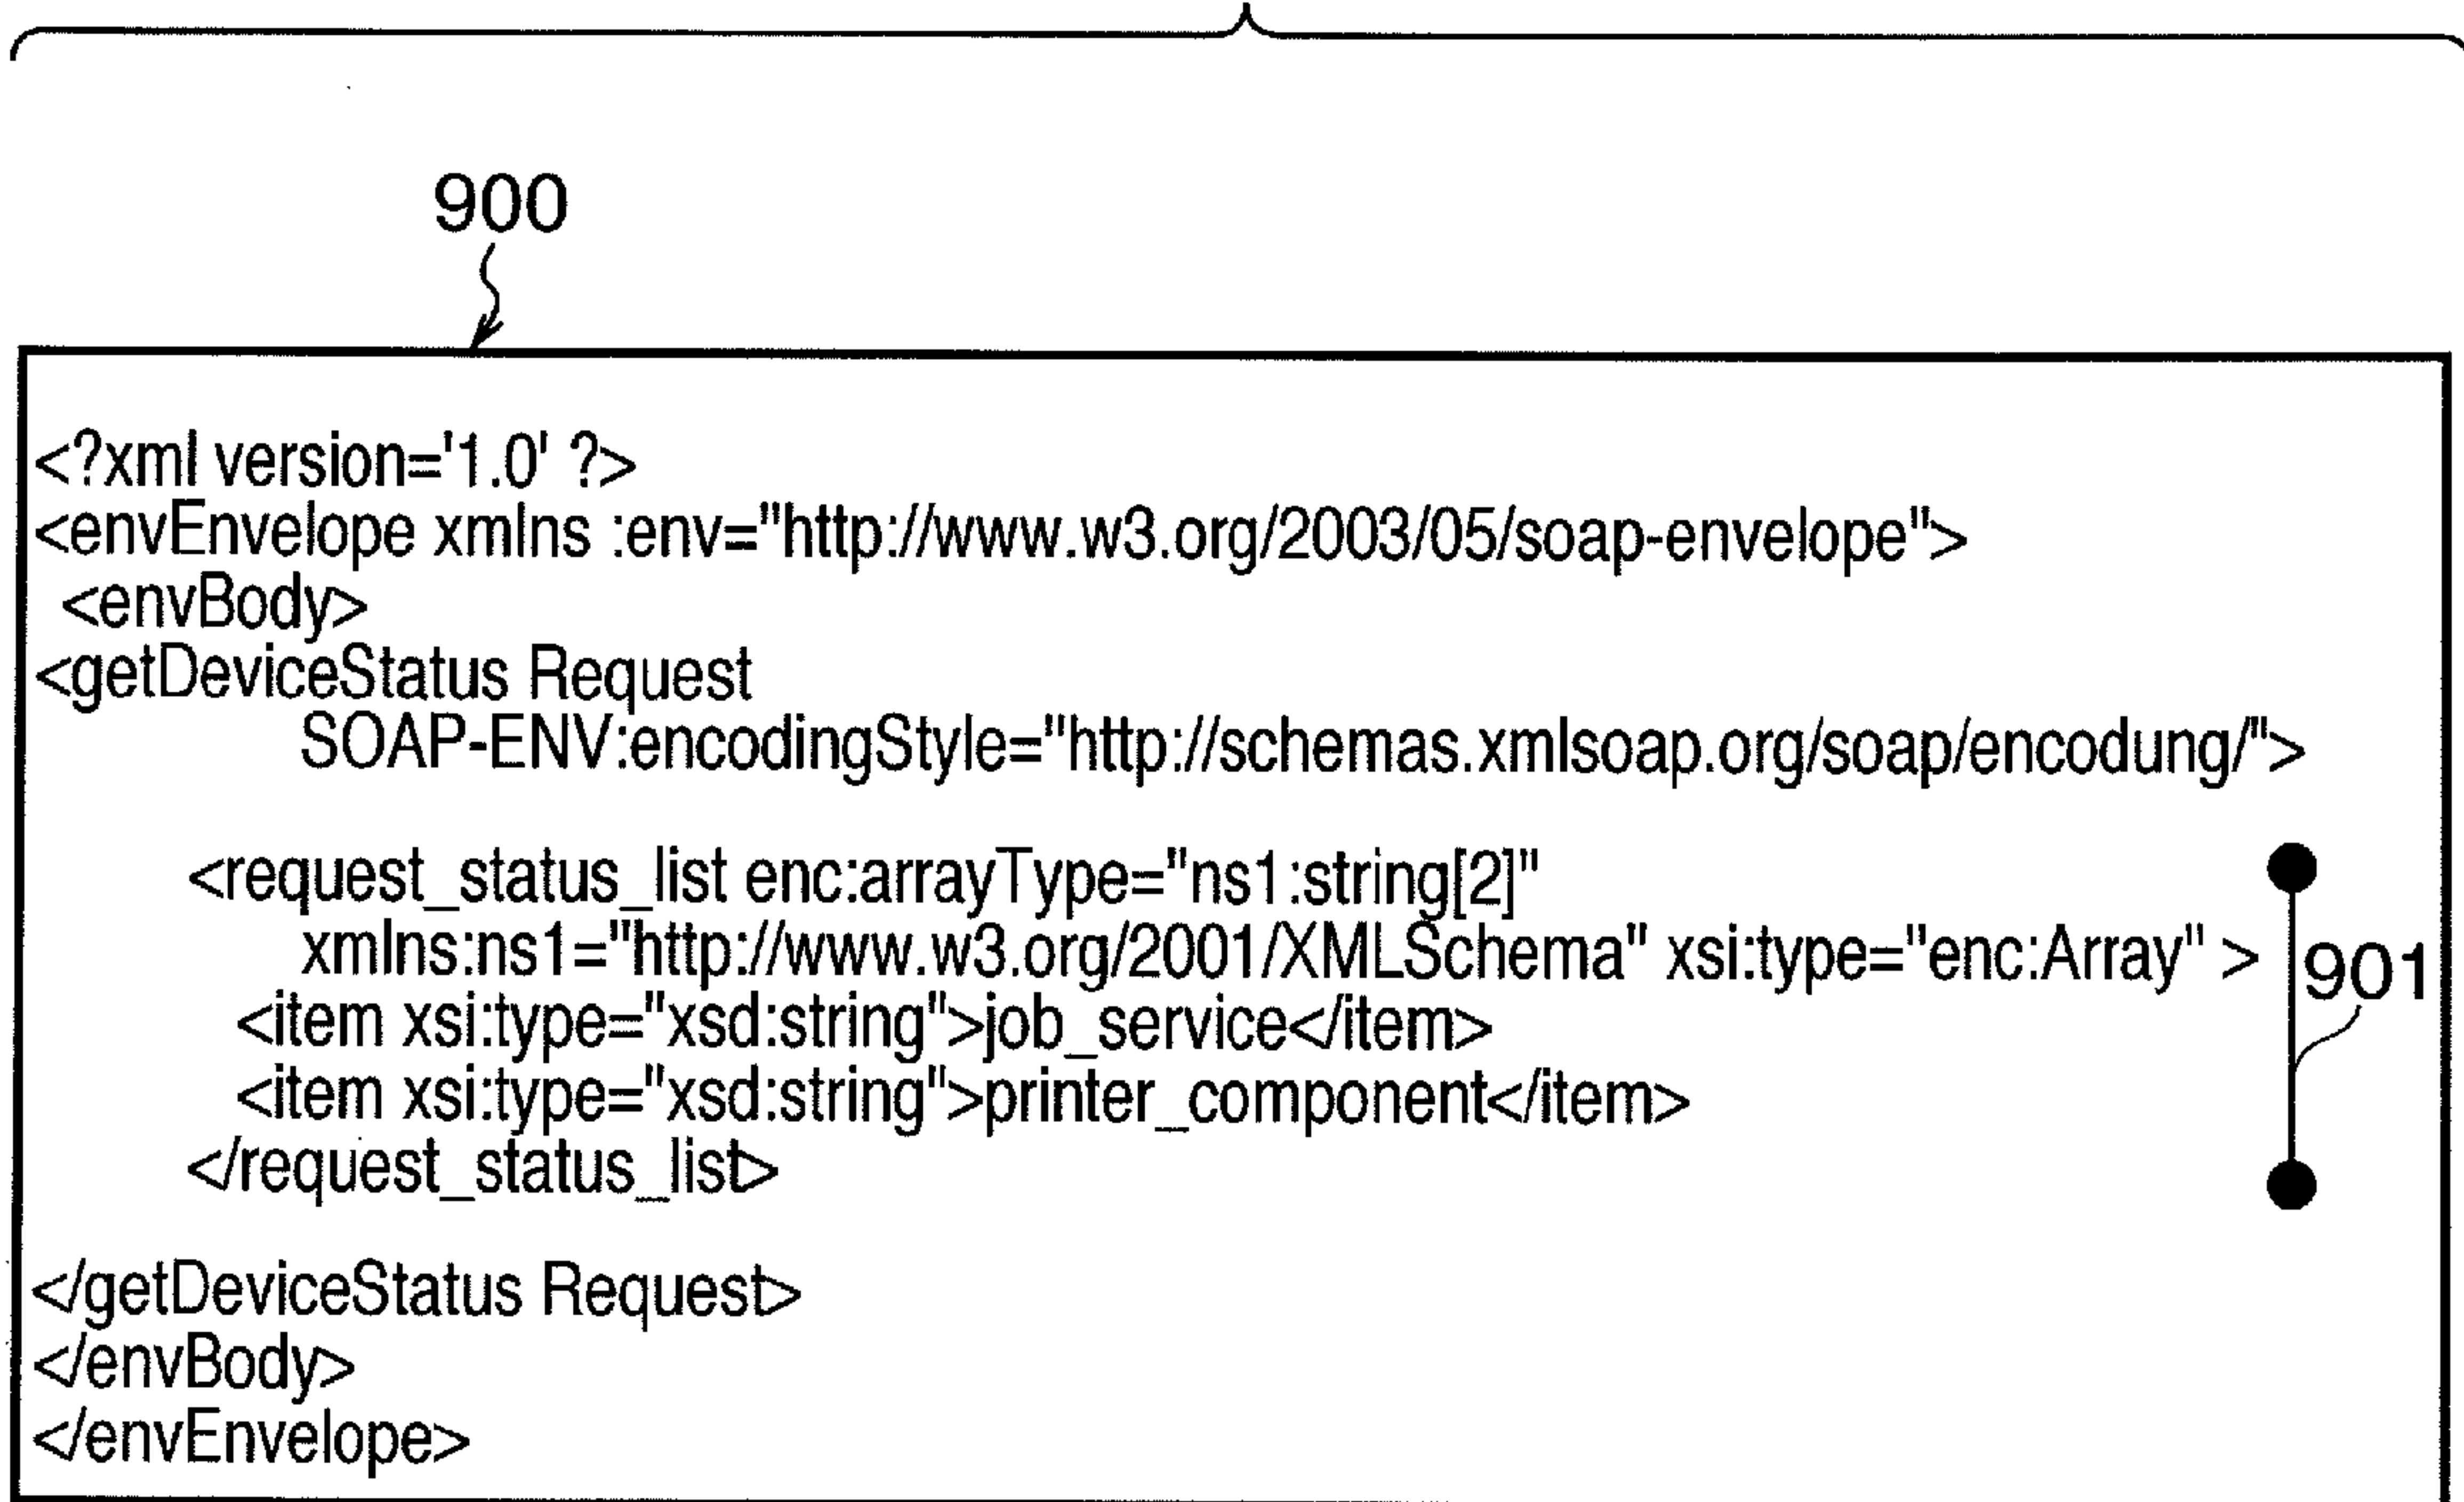 900
<?xml version='1.0' ?>
<envEnvelope xmlns :env="http://www.w3.org/2003/05/soap-envelope">
<envBody>
<getDeviceStatus Request
SOAP-ENV:encodingStyle="http://schemas.xmlsoap.org/soap/encodung/">
<request_status_list enc:arrayType="ns1:string[2]"
xmlns:ns1="http://www.w3.org/2001/XMLSchema" xsi:type="enc:Array" >
901
<item xsi:type="xsd:string">job_service</item>
<item xsi:type="xsd:string">printer_component</item>
</request_status_list>
</getDeviceStatus Request>
</envBody>
</envEnvelope>